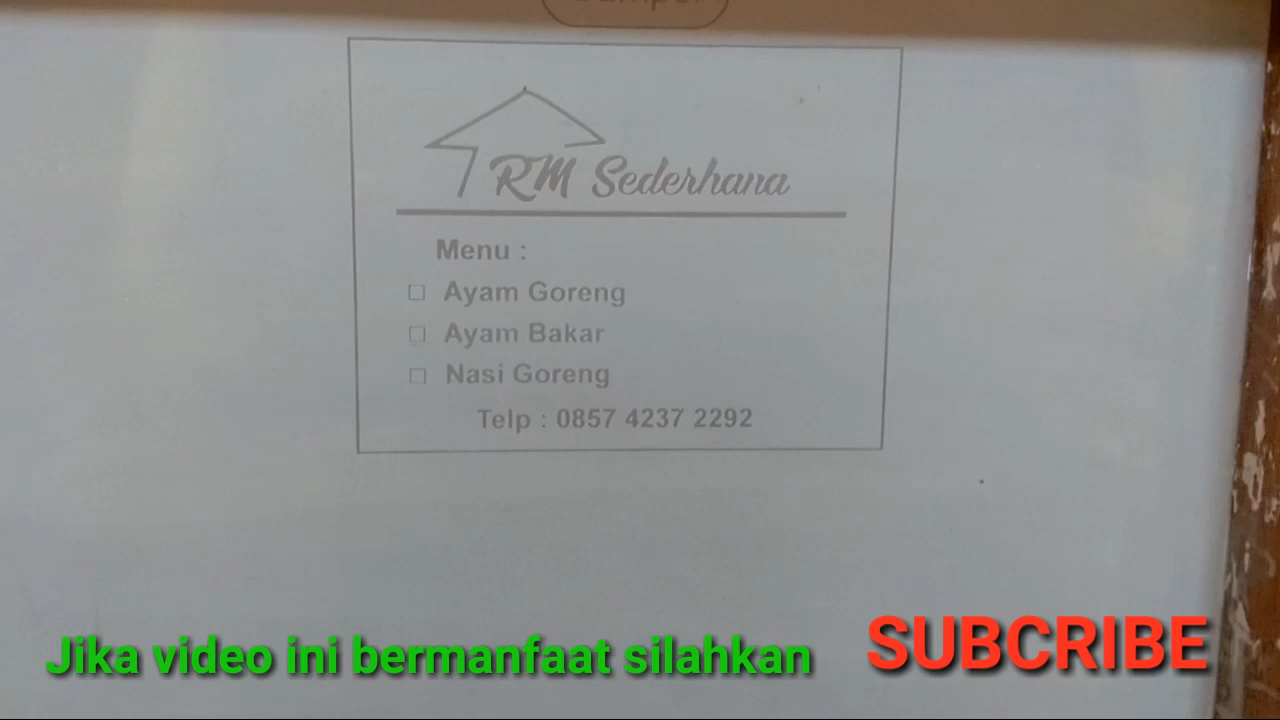 RM Sederhana
Menu :
Ayam Goreng
Ayam Bakar
Nasi Goreng
Telp : 0857 4237 2292
Jika video ini bermanfaat silahkan
SUBCRIBE